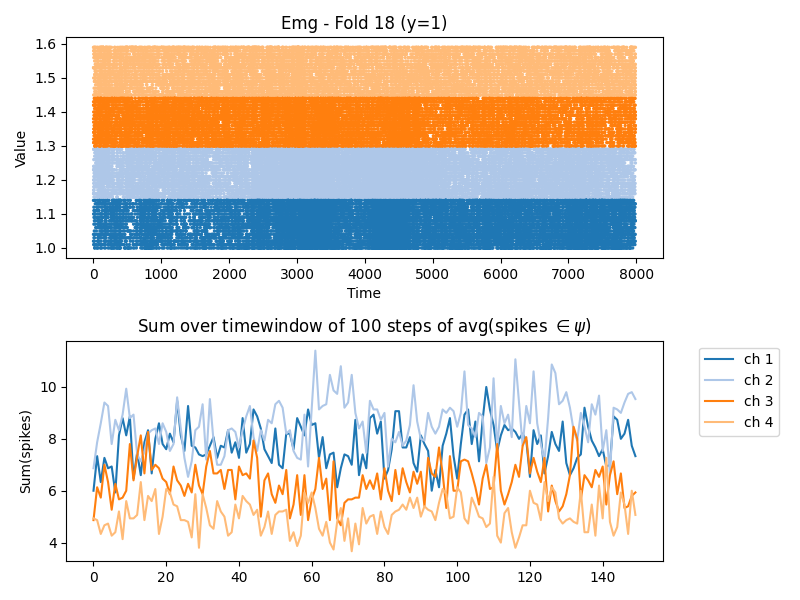 Emg - Fold 18 (y=1)
Value
1.6
1.5
1.4
1.3
1.2
1.1
1.0
0 1000 2000 3000 4000 5000 6000 7000 8000
Time
Sum over timewindow of 100 steps of avg(spikes ∈ψ)
Sum(spikes)
10
8
6
4
0 20 40 60 80 100 120 140
ch 1
ch 2
ch 3
ch 4